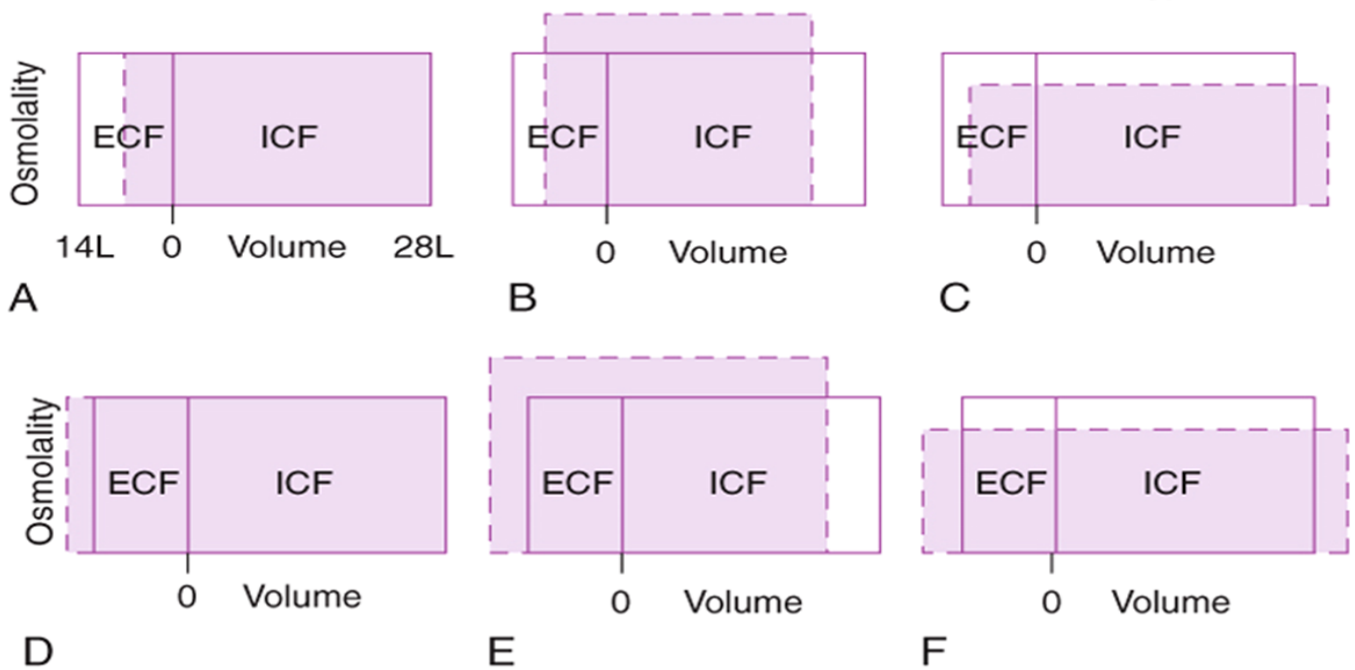 Osmolality
ECF ICF
14L 0 Volume 28L
A
ECF ICF
0 Volume
B
ECF ICF
0 Volume
C
Osmolality
ECF ICF
0 Volume
D
ECF ICF
0 Volume
E
ECF ICF
0 Volume
F